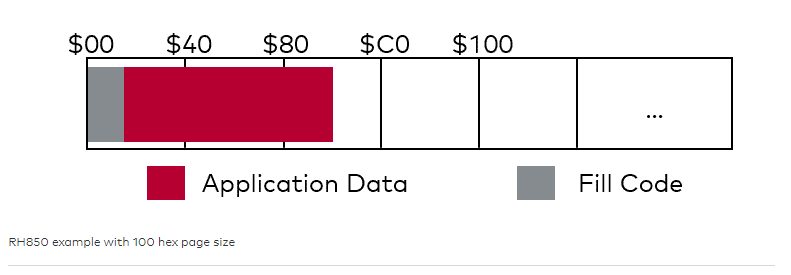 $00 $40 $80 $C0 $100
...
Application Data Fill Code
RH850 example with 100 hex page size